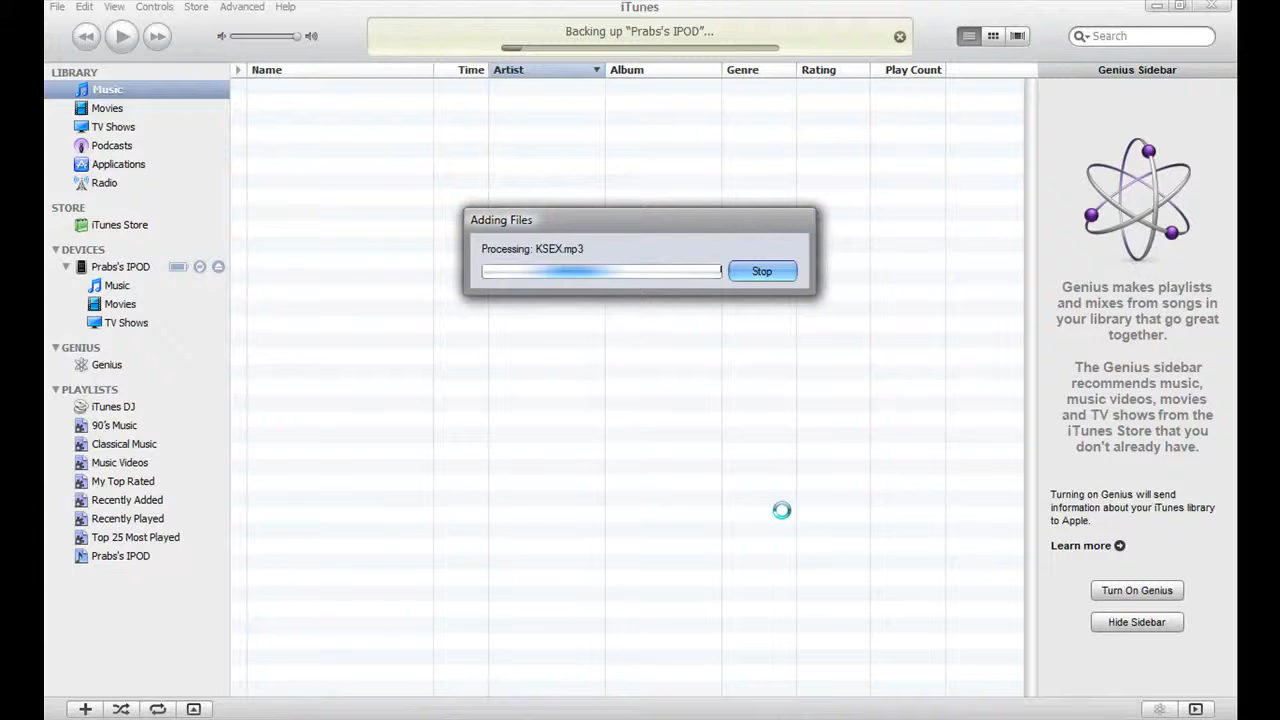 File Edit View Controls Store Advanced Help
iTunes
Backing up “Prabs's IPOD”...
Search
LIBRARY
Music
Movies
TV Shows
Podcasts
Applications
Radio
STORE
iTunes Store
DEVICES
Prabs's IPOD
Music
Movies
TV Shows
GENIUS
Genius
PLAYLISTS
iTunes DJ
90's Music
Classical Music
Music Videos
My Top Rated
Recently Added
Recently Played
Top 25 Most Played
Prabs's IPOD
Name Time Artist Album Genre Rating Play Count
Adding Files
Processing: KSEX.mp3
Stop
Genius Sidebar
Genius makes playlists
and mixes from songs in
your library that go great
together.
The Genius sidebar
recommends music,
music videos, movies
and TV shows from the
iTunes Store that you
don't already have.
Turning on Genius will send
information about your iTunes library
to Apple.
Learn more
Turn On Genius
Hide Sidebar